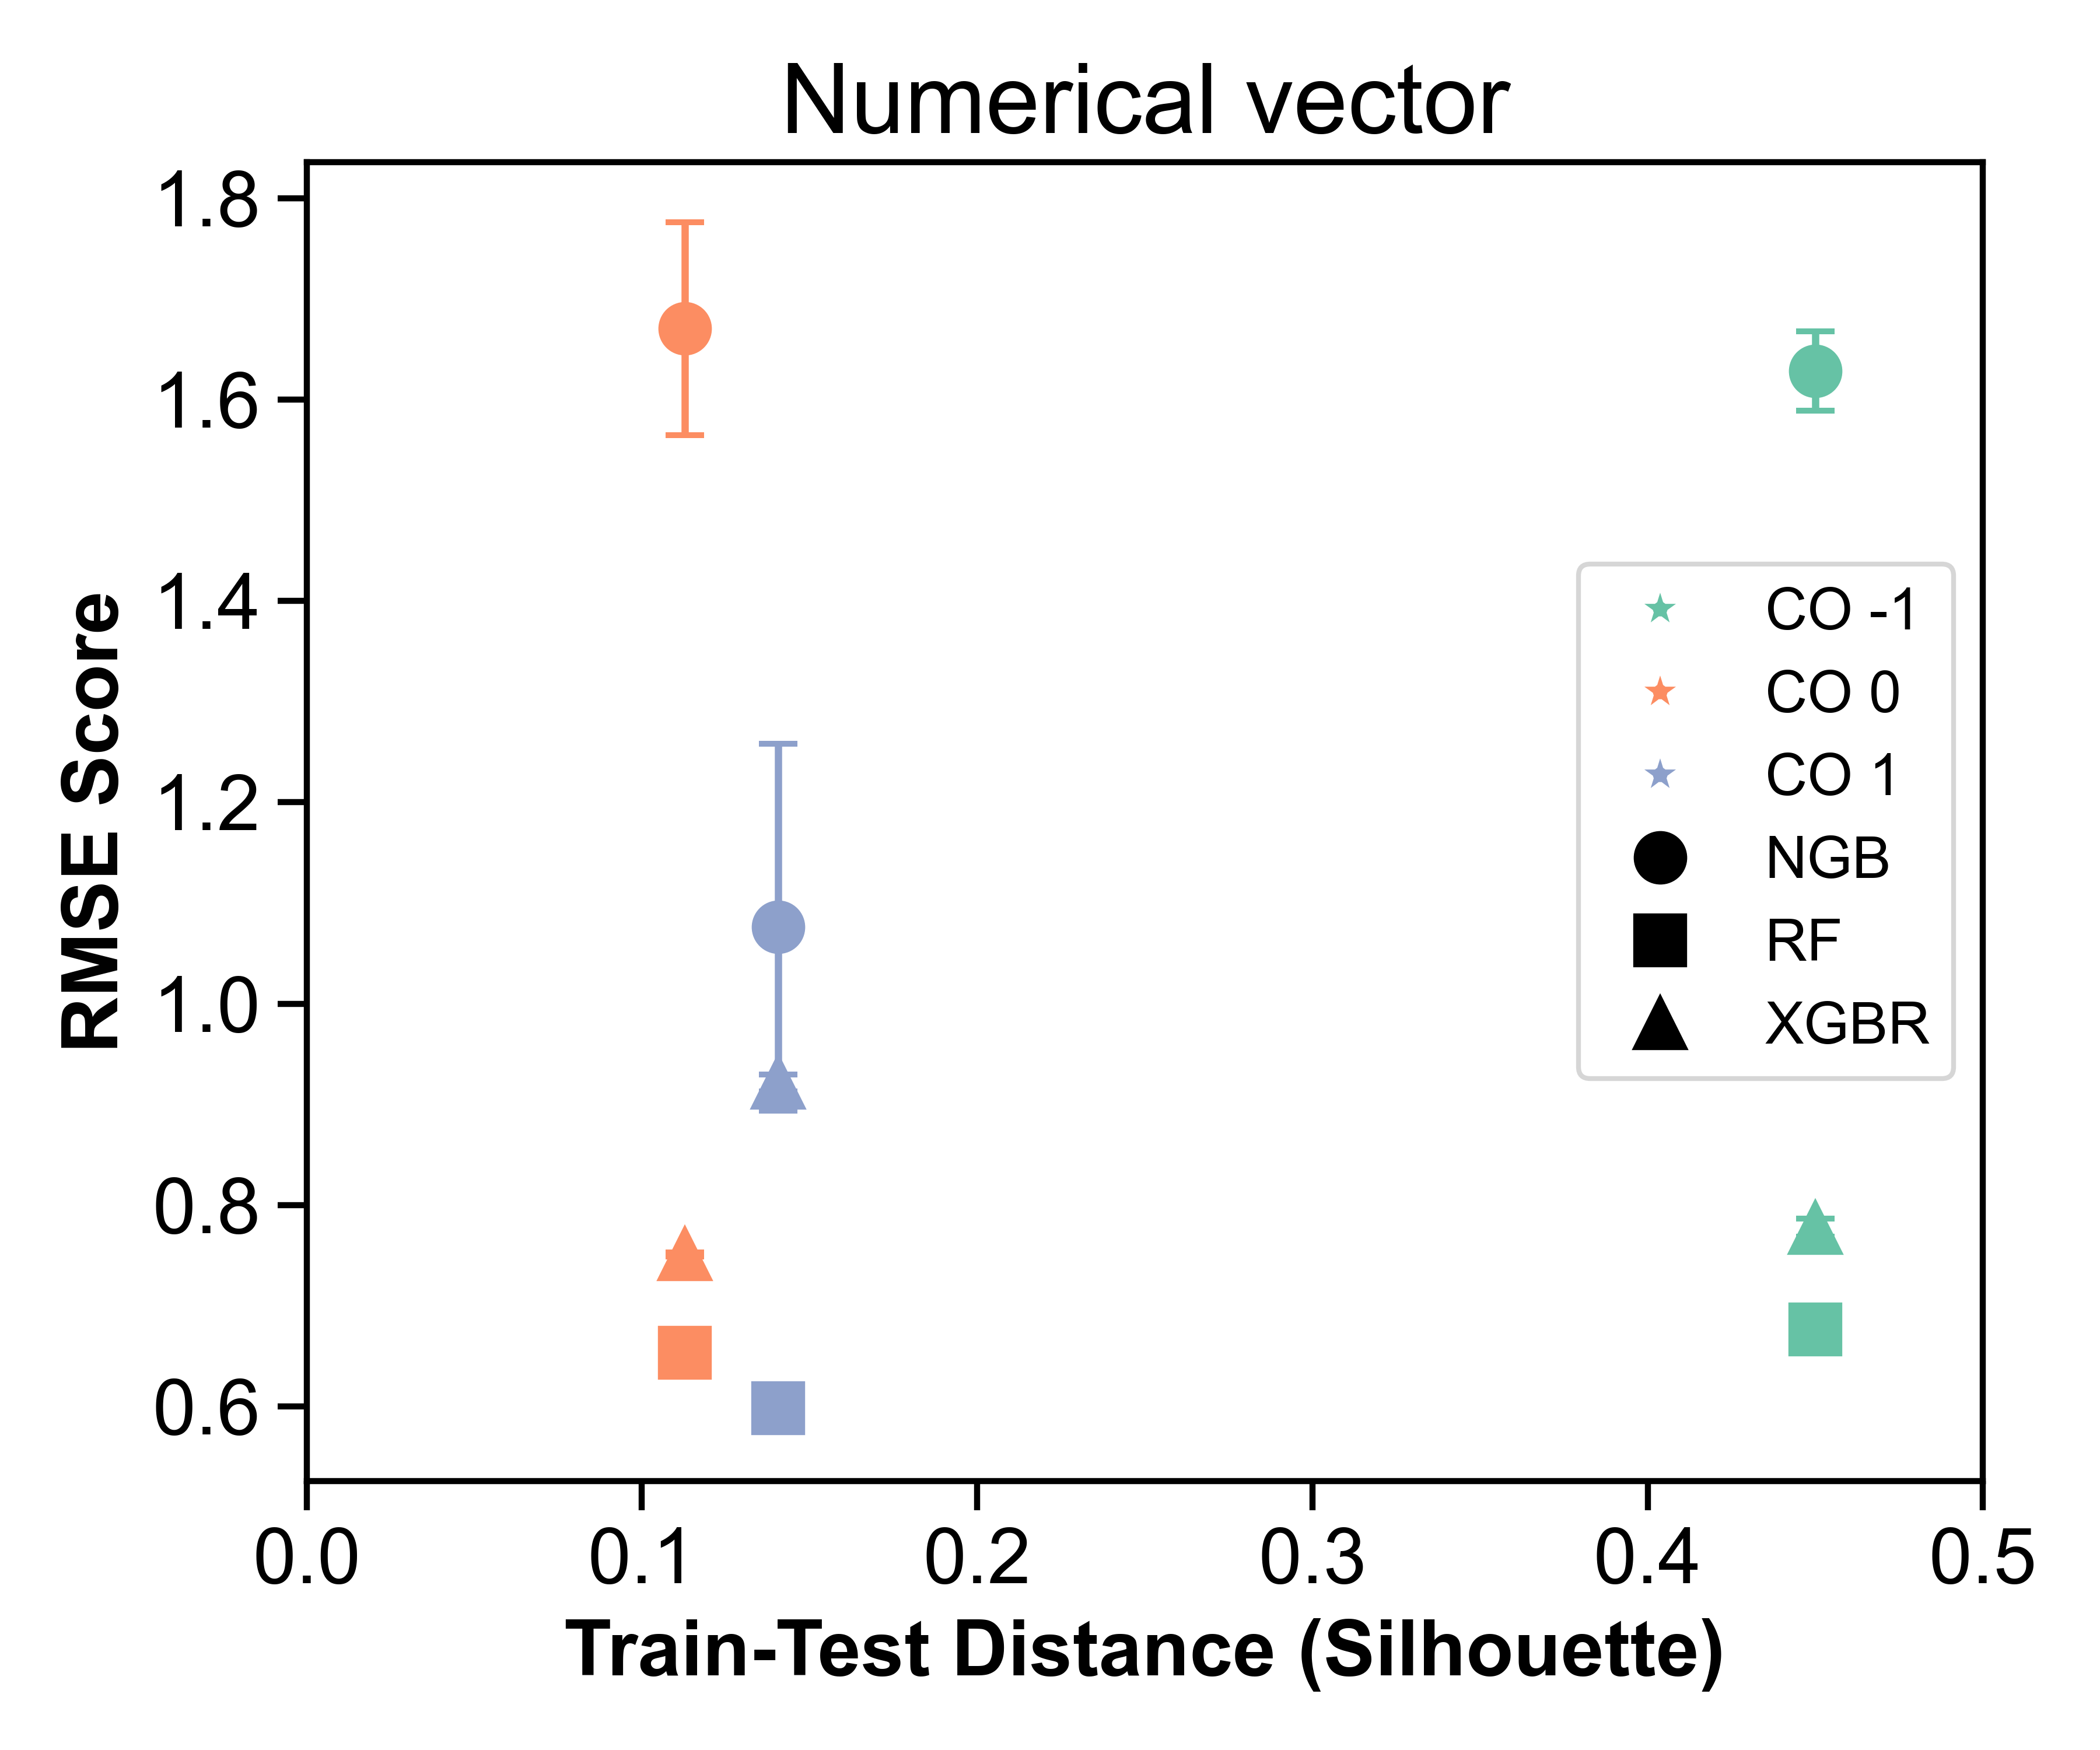 Numerical vector
1.8
1.6
1.4
1.2
1.0
0.8
0.6
RMSE Score
CO -1
CO 0
CO 1
NGB
RF
XGBR
0.0 0.1 0.2 0.3 0.4 0.5
Train-Test Distance (Silhouette)